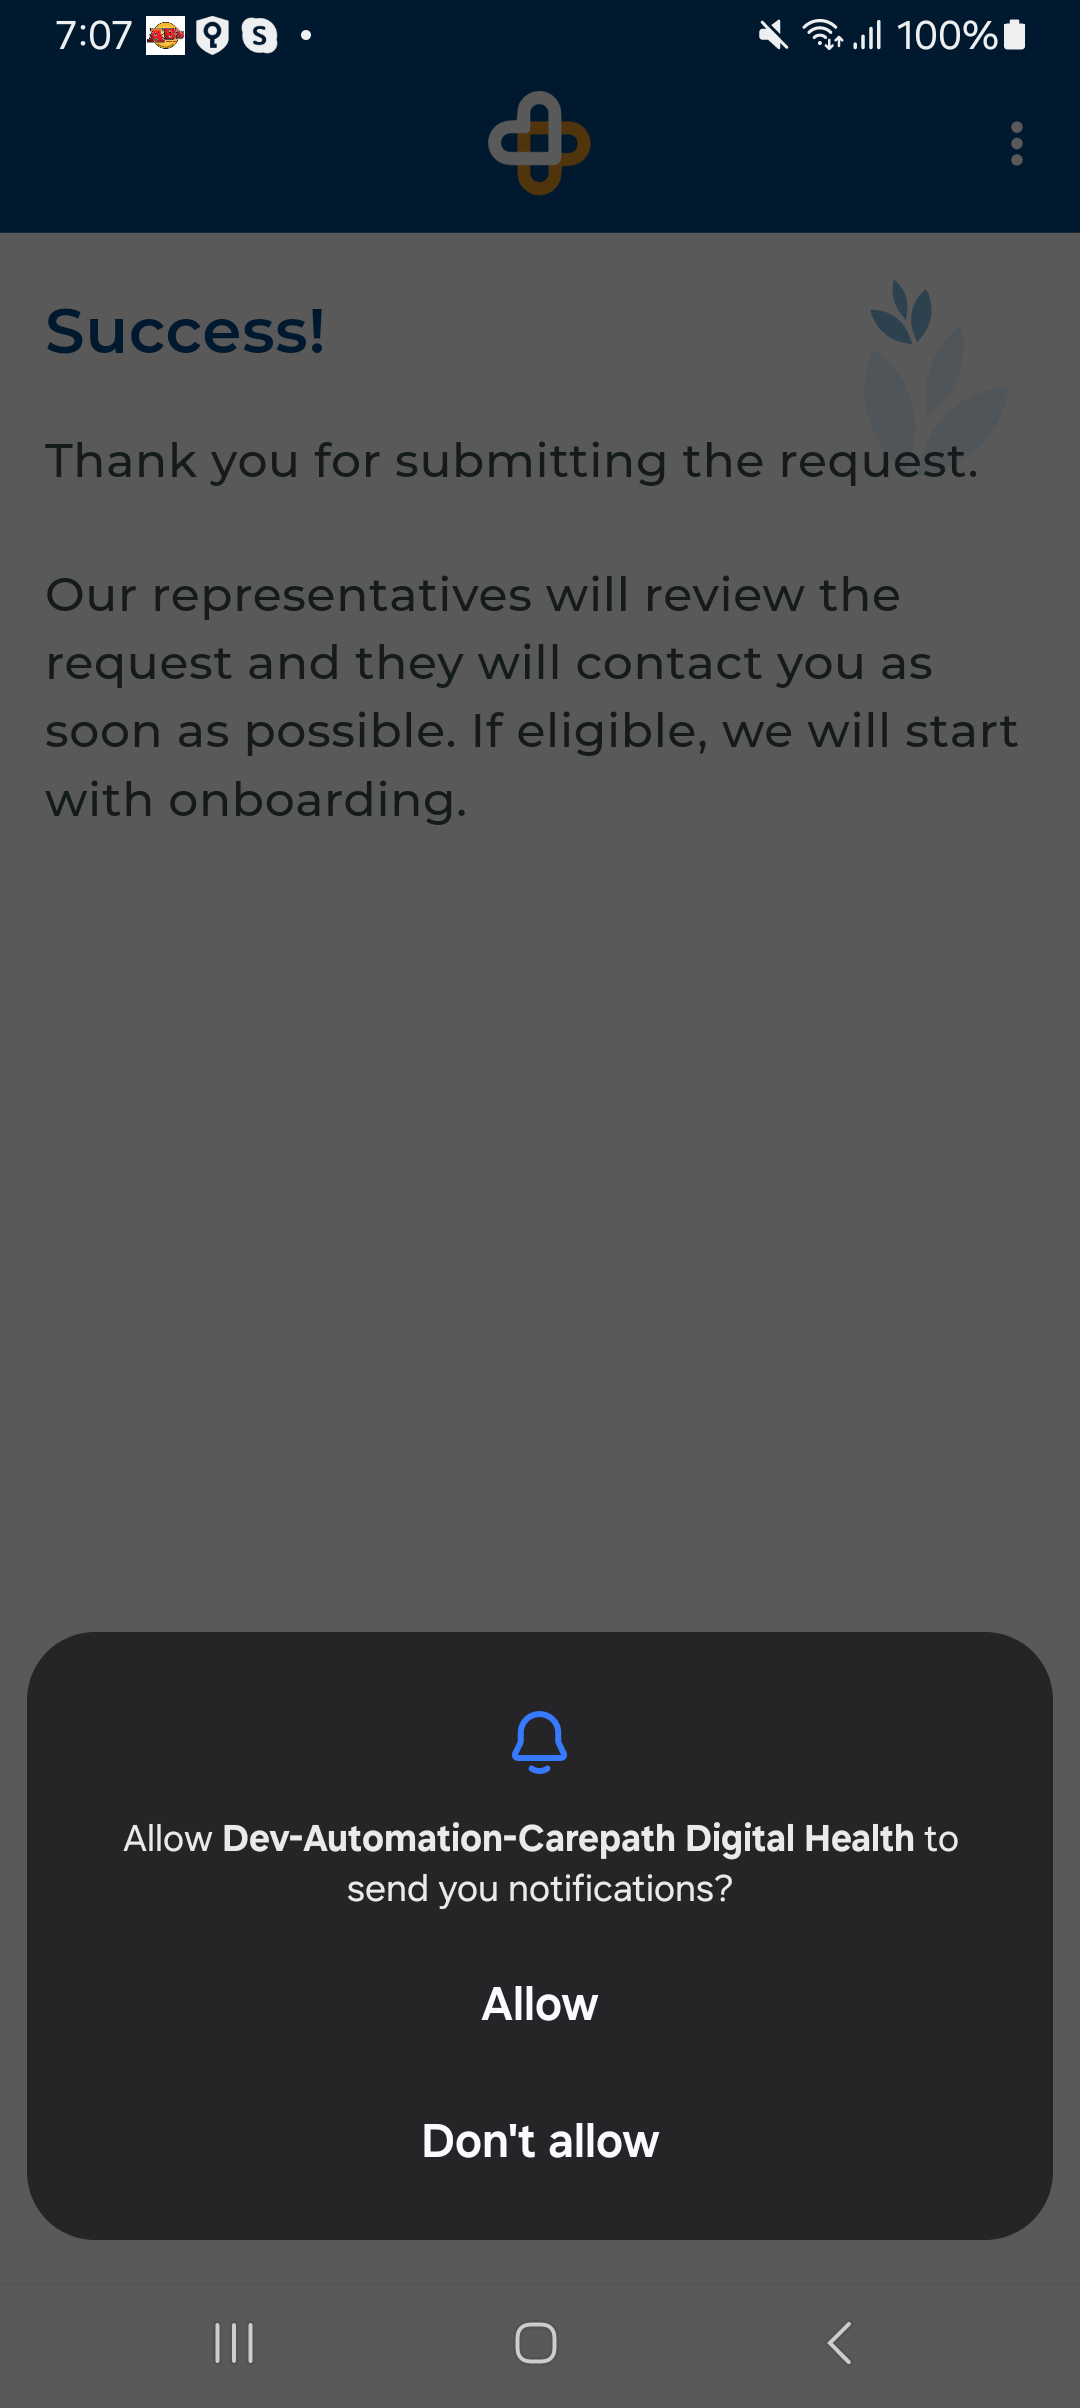 7:07
100%
Success!
Thank you for submitting the request.
Our representatives will review the
request and they will contact you as
soon as possible. If eligible, we will start
with onboarding.
Allow Dev-Automation-Carepath Digital Health to
send you notifications?
Allow
Don't allow